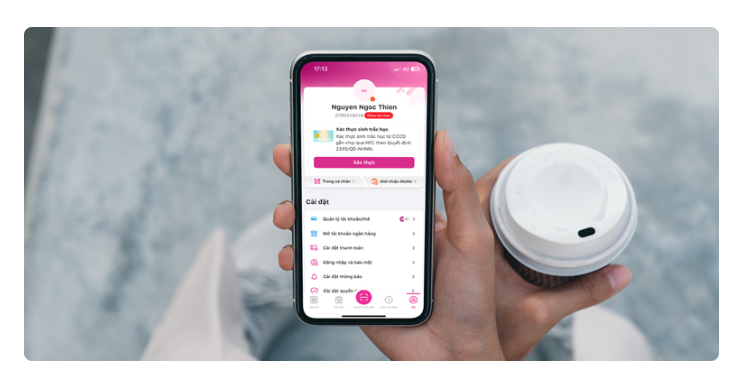 17:13
Nguyen Ngoc Thien
Xác thực sinh trắc học
Xác thực sinh trắc học từ CCCD
gắn chip qua NFC theo Quyết định
2345/QĐ-NHNN.
Xác thực
Trang cá nhân
Giới thiệu MoMo
Cài đặt
Quản lý tài khoản/thẻ
Mở tài khoản ngân hàng
Cài đặt thanh toán
Đăng nhập và bảo mật
Cài đặt thông báo
Cài đặt quyền